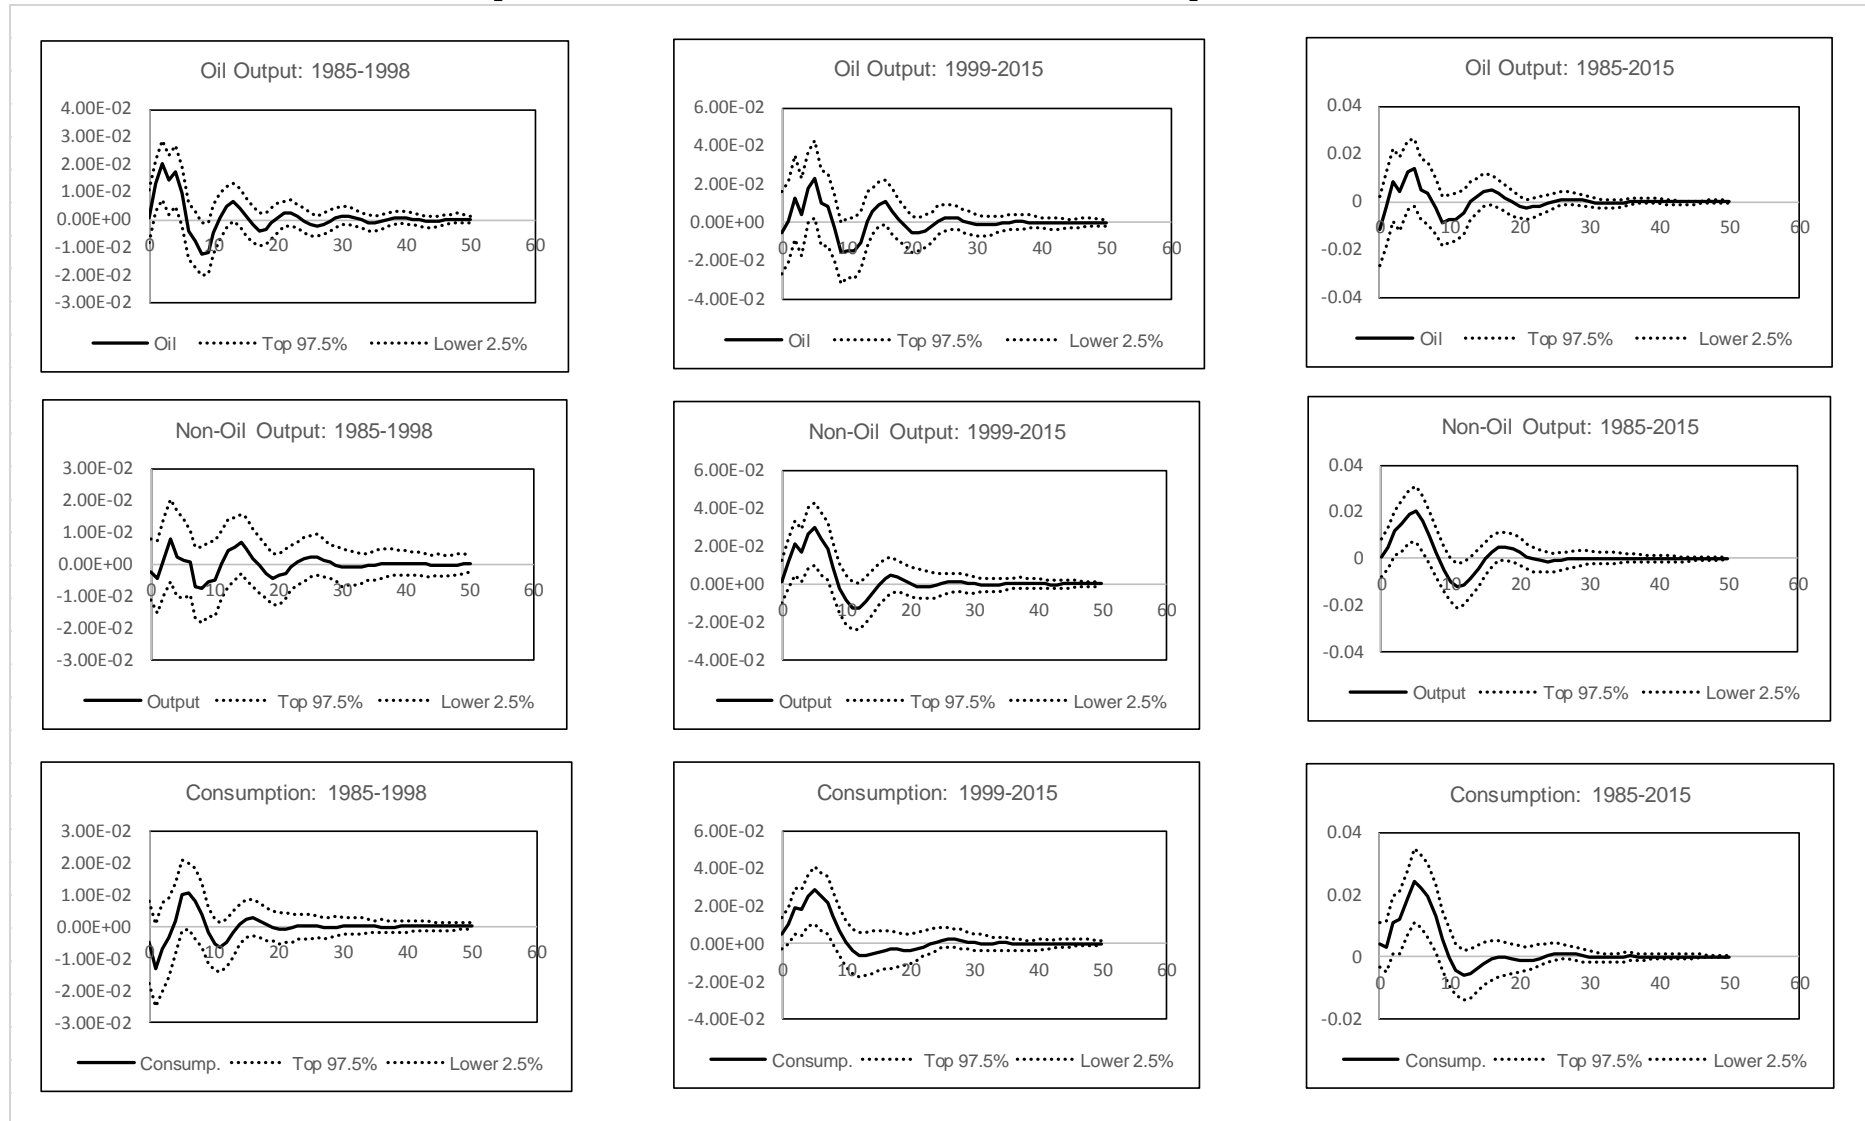 Oil Output: 1985-1998
4.00E-02
3.00E-02
2.00E-02
1.00E-02
0.00E+00
-1.00E-02
-2.00E-02
-3.00E-02
0 10 20 30 40 50 60
Oil Top 97.5% Lower 2.5%
Oil Output: 1999-2015
6.00E-02
4.00E-02
2.00E-02
0.00E+00
-2.00E-02
-4.00E-02
0 10 20 30 40 50 60
Oil Top 97.5% Lower 2.5%
Oil Output: 1985-2015
0.04
0.02
0
-0.02
-0.04
0 10 20 30 40 50 60
Oil Top 97.5% Lower 2.5%
Non-Oil Output: 1985-1998
3.00E-02
2.00E-02
1.00E-02
0.00E+00
-1.00E-02
-2.00E-02
-3.00E-02
0 10 20 30 40 50 60
Output Top 97.5% Lower 2.5%
Non-Oil Output: 1999-2015
6.00E-02
4.00E-02
2.00E-02
0.00E+00
-2.00E-02
-4.00E-02
0 10 20 30 40 50 60
Output Top 97.5% Lower 2.5%
Non-Oil Output: 1985-2015
0.04
0.02
0
-0.02
-0.04
0 10 20 30 40 50 60
Output Top 97.5% Lower 2.5%
Consumption: 1985-1998
3.00E-02
2.00E-02
1.00E-02
0.00E+00
-1.00E-02
-2.00E-02
-3.00E-02
0 10 20 30 40 50 60
Consump. Top 97.5% Lower 2.5%
Consumption: 1999-2015
6.00E-02
4.00E-02
2.00E-02
0.00E+00
-2.00E-02
-4.00E-02
0 10 20 30 40 50 60
Consump. Top 97.5% Lower 2.5%
Consumption: 1985-2015
0.04
0.02
0
-0.02
0 10 20 30 40 50 60
Consump. Top 97.5% Lower 2.5%